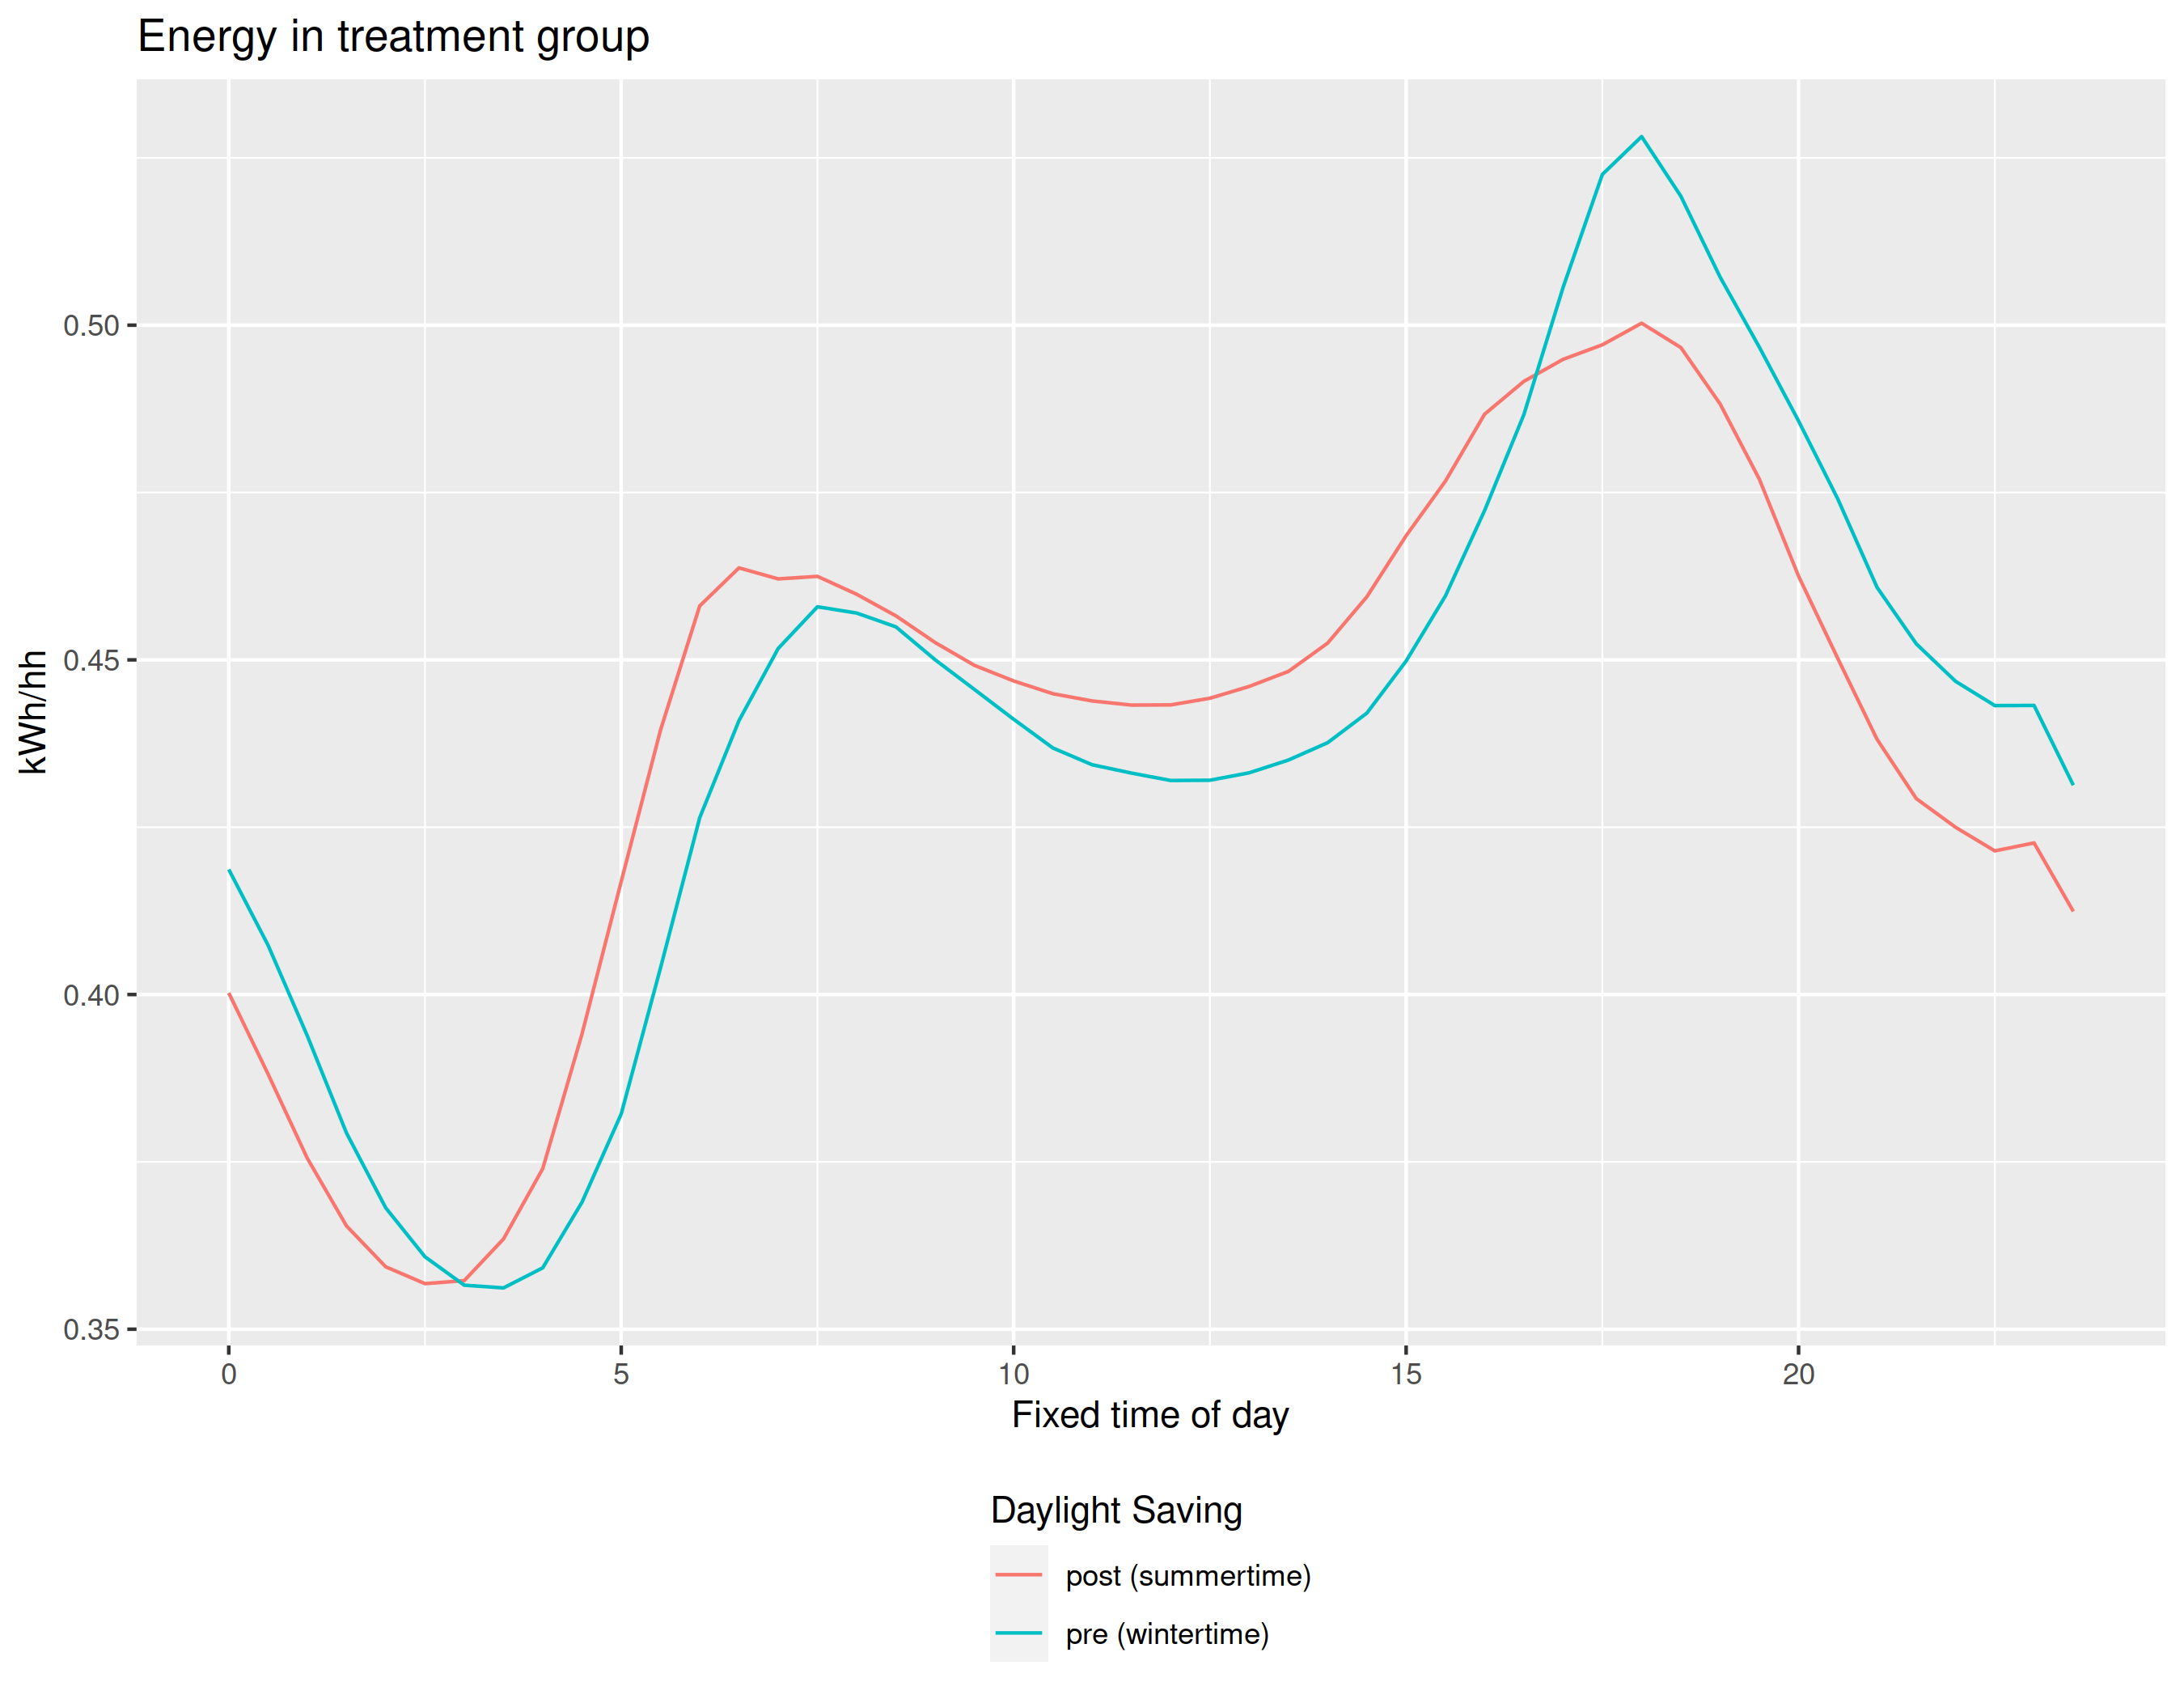 Energy in treatment group
kWh/hh
0.50
0.45
0.40
0.35
0 5 10 15 20
Fixed time of day
Daylight Saving
post (summertime)
pre (wintertime)